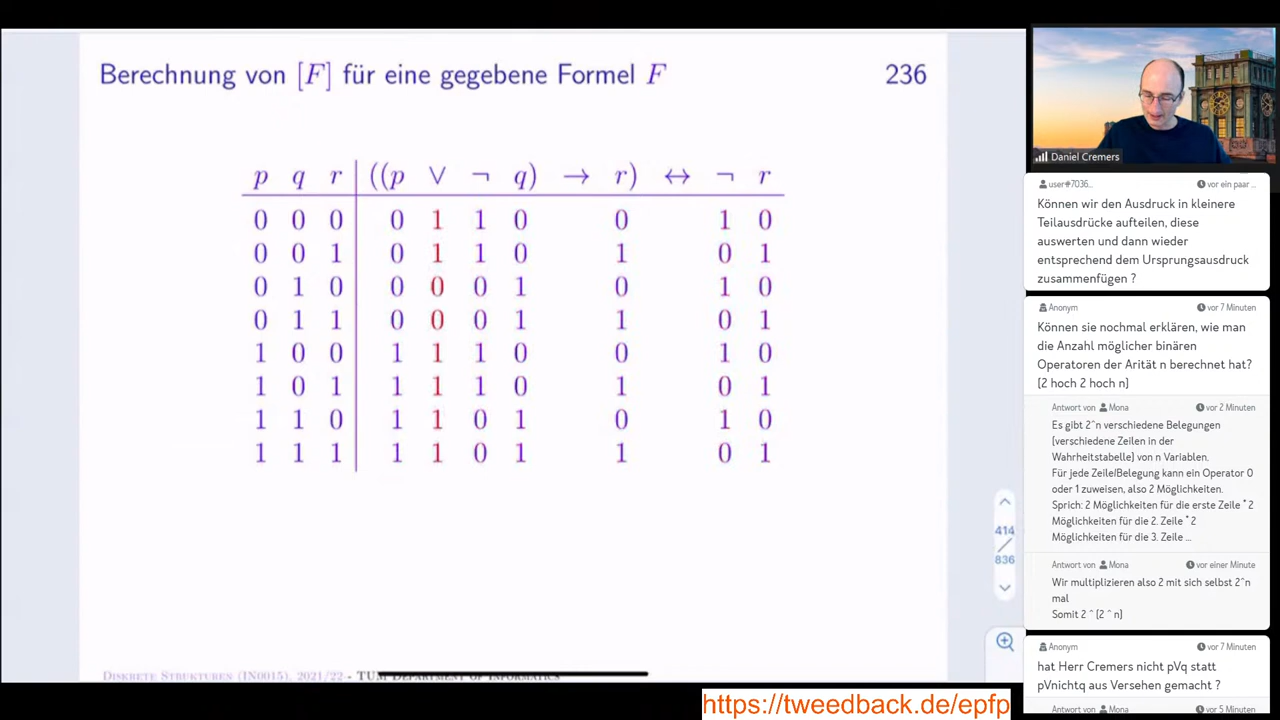 Berechnung von [F] für eine gegebene Formel F 236
p q r ((p ∨ ¬ q) → r) ↔ ¬ r
0 0 0 0 1 1 0 0 1 0
0 0 1 0 1 1 0 1 0 1
0 1 0 0 0 0 1 0 1 0
0 1 1 0 0 0 1 1 0 1
1 0 0 1 1 1 0 0 1 0
1 0 1 1 1 1 0 1 0 1
1 1 0 1 1 0 1 0 1 0
1 1 1 1 1 0 1 1 0 1
414
836
DISKRETE STRUKTUREN (IN0015), 2021/22 - TUM DEPARTMENT OF INFORMATICS
Daniel Cremers
user#7036... vor ein paar ...
Können wir den Ausdruck in kleinere
Teilausdrücke aufteilen, diese
auswerten und dann wieder
entsprechend dem Ursprungsausdruck
zusammenfügen ?
Anonym vor 7 Minuten
Können sie nochmal erklären, wie man
die Anzahl möglicher binären
Operatoren der Arität n berechnet hat?
[2 hoch 2 hoch n]
Antwort von Mona vor 2 Minuten
Es gibt 2^n verschiedene Belegungen
[verschiedene Zeilen in der
Wahrheitstabelle] von n Variablen.
Für jede Zeile/Belegung kann ein Operator 0
oder 1 zuweisen, also 2 Möglichkeiten.
Sprich: 2 Möglichkeiten für die erste Zeile * 2
Möglichkeiten für die 2. Zeile * 2
Möglichkeiten für die 3. Zeile ...
Antwort von Mona vor einer Minute
Wir multiplizieren also 2 mit sich selbst 2^n
mal
Somit 2 ^ [2 ^ n]
Anonym vor 7 Minuten
hat Herr Cremers nicht pVq statt
pVnichtq aus Versehen gemacht ?
Antwort von Mona vor 5 Minuten
https://tweedback.de/epfp